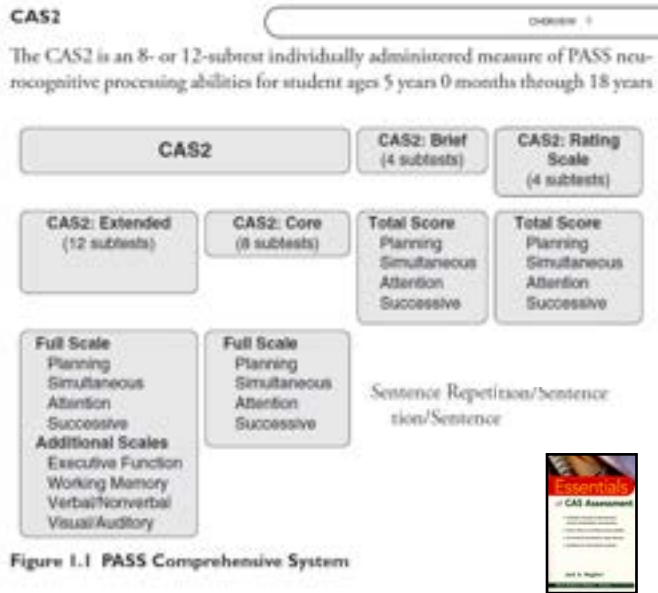 CAS2
OVERVIEW
The CAS2 is an 8- or 12-subtest individually administered measure of PASS neu-
rocognitive processing abilities for student ages 5 years 0 months through 18 years
CAS2
CAS2: Brief
(4 subtests)
CAS2: Rating
Scale
(4 subtests)
CAS2: Extended
(12 subtests)
CAS2: Core
(8 subtests)
Total Score
Planning
Simultaneous
Attention
Successive
Total Score
Planning
Simultaneous
Attention
Successive
Full Scale
Planning
Simultaneous
Attention
Successive
Additional Scales
Executive Function
Working Memory
Verbal/Nonverbal
Visual/Auditory
Full Scale
Planning
Simultaneous
Attention
Successive
Sentence Repetition/Sentence
tion/Sentence
Figure 1.1 PASS Comprehensive System
Essentials
of CAS Assessment